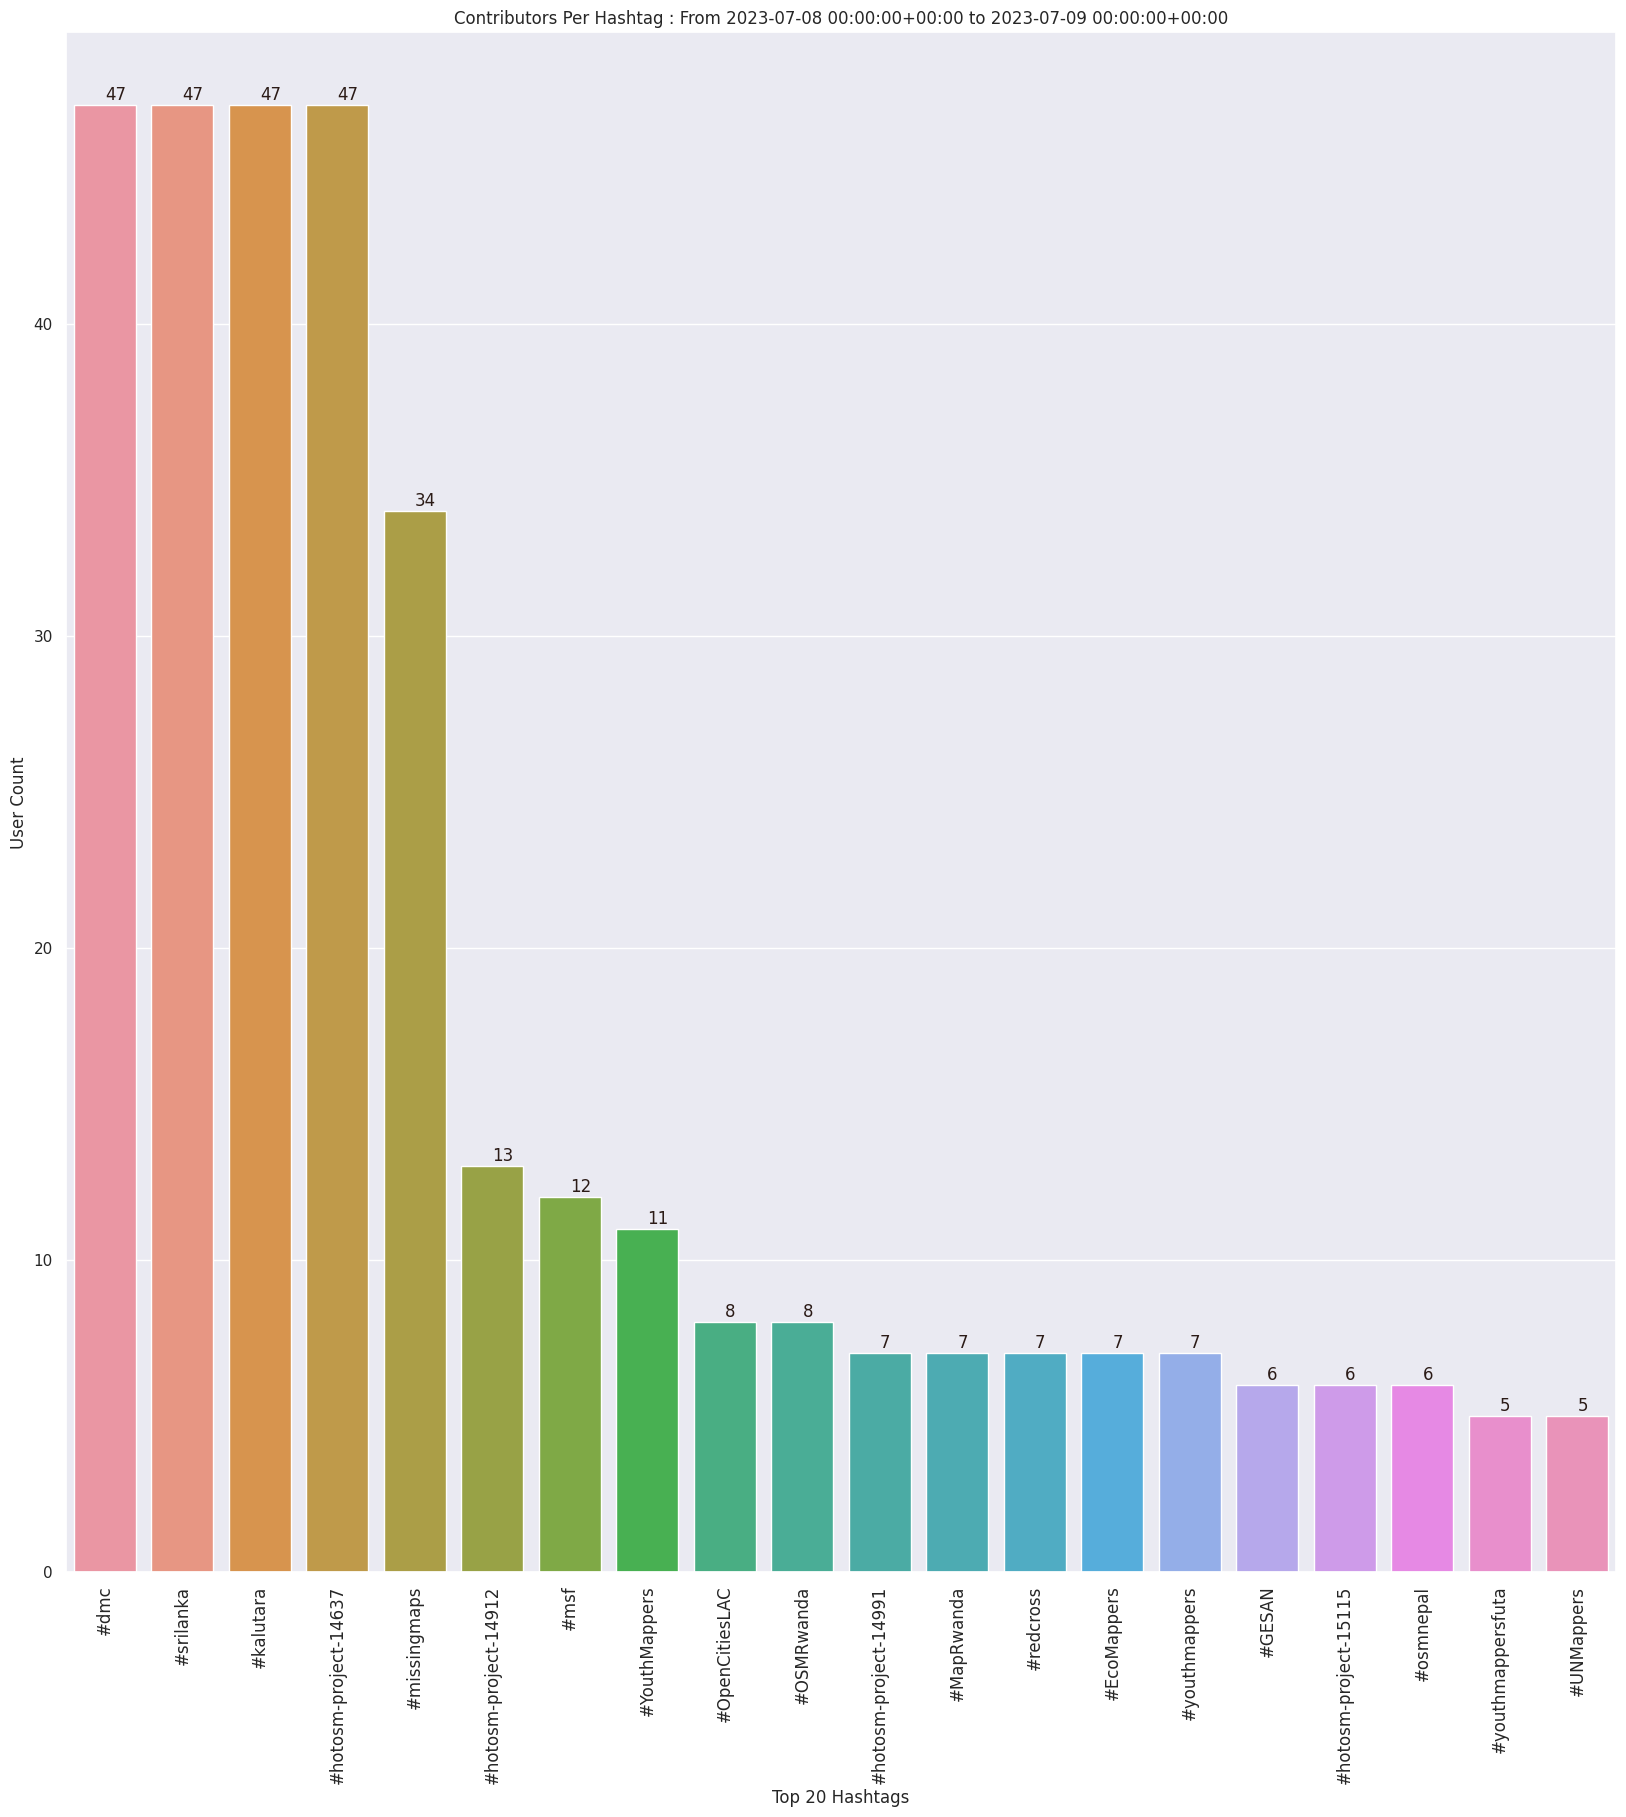 Contributors Per Hashtag : From 2023-07-08 00:00:00+00:00 to 2023-07-09 00:00:00+00:00
47
47
47
47
34
13
12
11
8
8
7
7
7
7
7
6
6
6
5
5
40
30
20
10
0
User Count
#dmc
#srilanka
#kalutara
#hotosm-project-14637
#missingmaps
#hotosm-project-14912
#msf
#YouthMappers
#OpenCitiesLAC
#OSMRwanda
#hotosm-project-14991
#MapRwanda
#redcross
#EcoMappers
#youthmappers
#GESAN
#hotosm-project-15115
#osmnepal
#youthmappersfuta
#UNMappers
Top 20 Hashtags